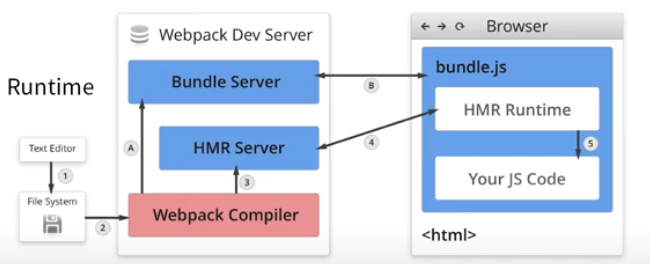 Webpack Dev Server
Browser
Bundle Server
B
bundle.js
Runtime
HMR Runtime
Text Editor
A
HMR Server
4
5
1
3
Your JS Code
File System
Webpack Compiler
2
<html>